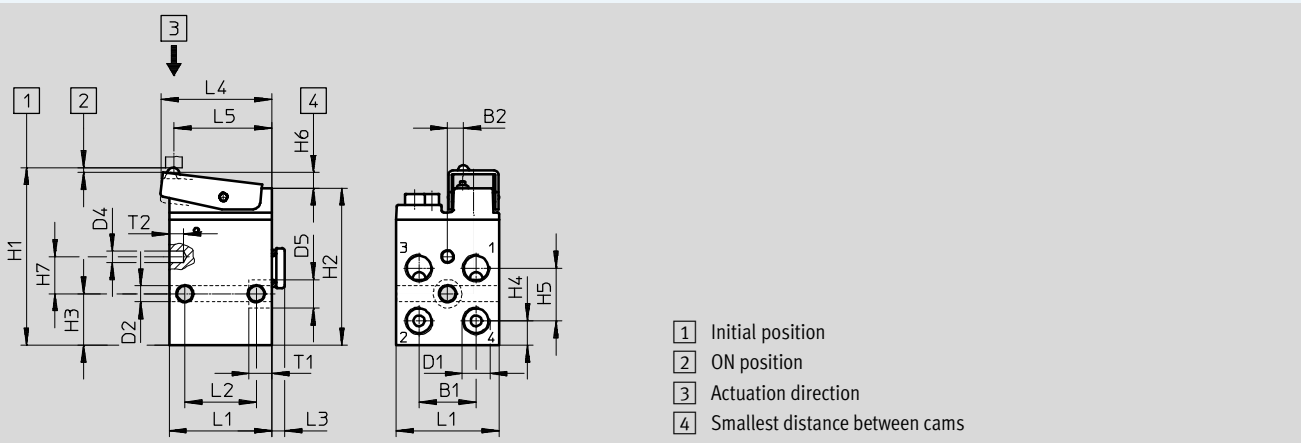 3
1
2
L4
4
L5
H6
B2
H1
D4
T2
H7
H3
D2
D5
H2
3
1
H4
H5
2
4
T1
D1
L2
B1
L1
L3
L1
1 Initial position
2 ON position
3 Actuation direction
4 Smallest distance between cams